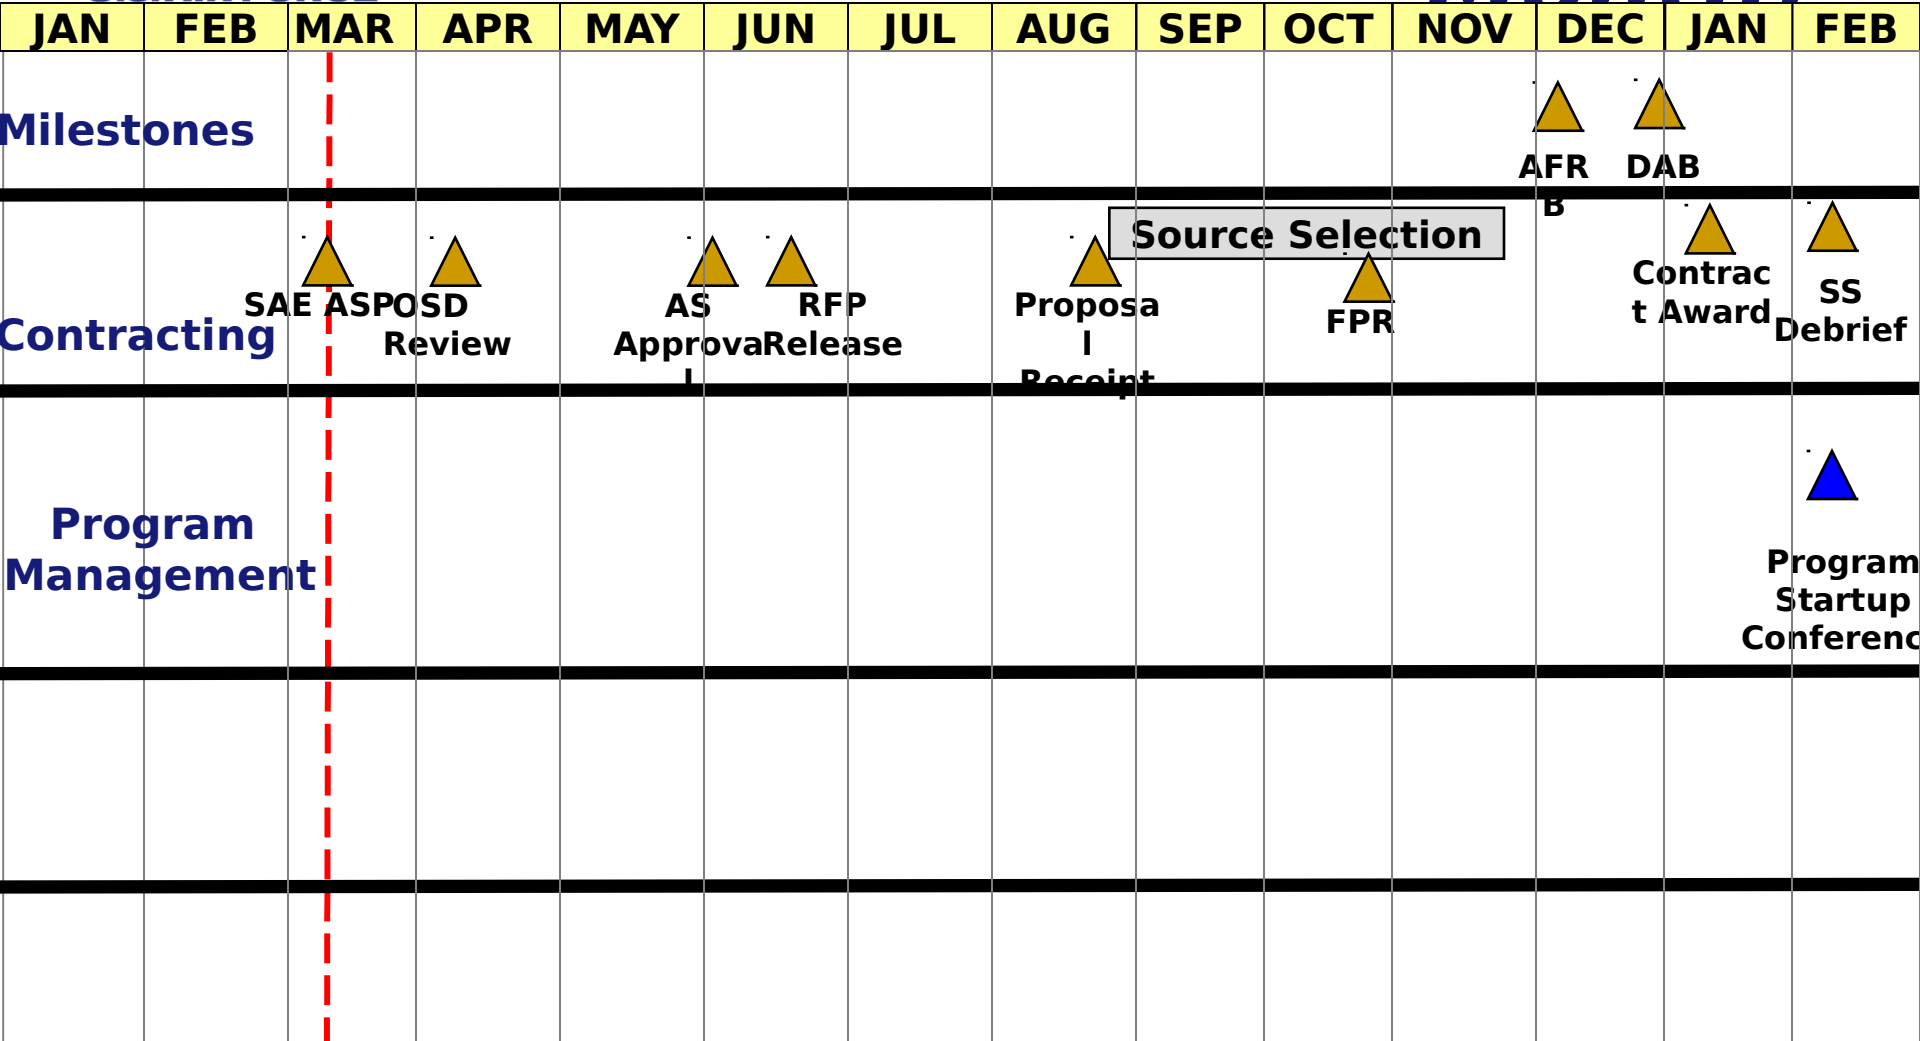 JAN FEB MAR APR MAY JUN JUL AUG SEP OCT NOV DEC JAN FEB
Milestones
AFR
B
DAB
Contracting
SAE ASP
OSD
Review
AS
Approva
l
RFP
Release
Proposa
l
Receipt
Source Selection
FPR
Contrac
t Award
SS
Debrief
Program
Management
Program
Startup
Conferenc